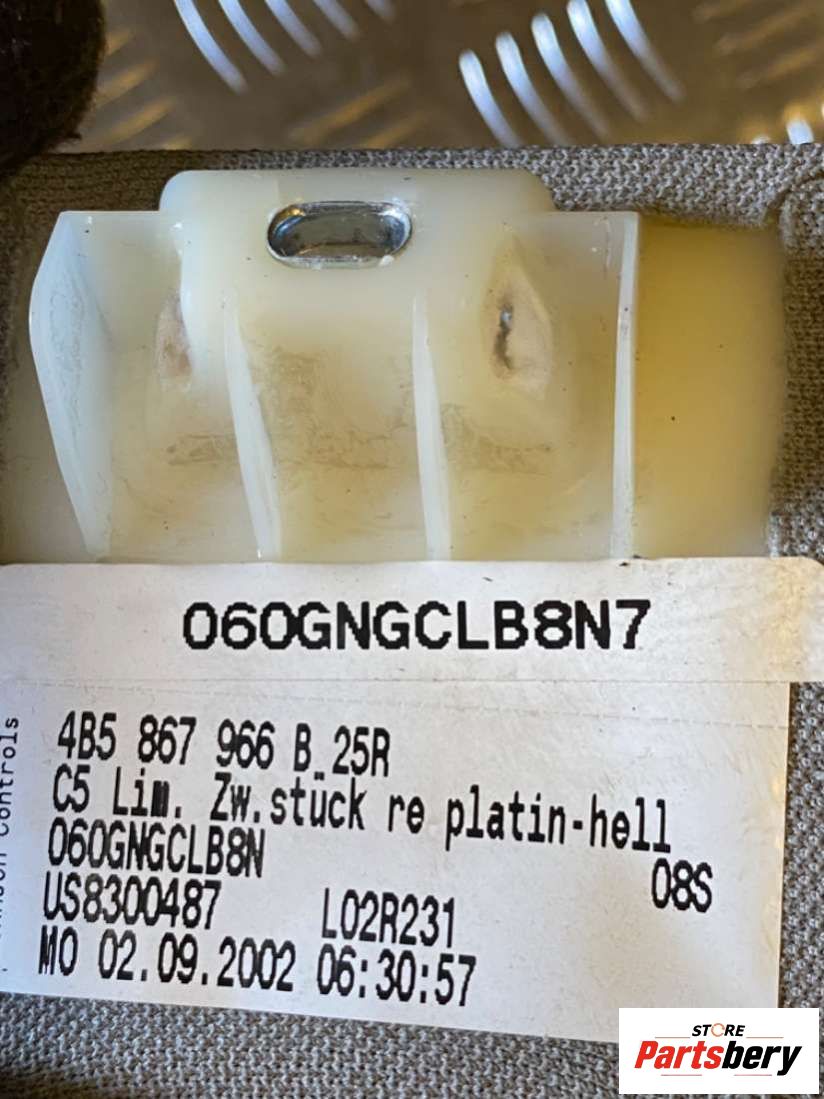 060GNGCLB8N7
4B5 867 966 B 25R
C5 Lim. Zw.stück re platin-hell
060GNGCLB8N
08S
US8300487 L02R231
MO 02.09.2002 06:30:57
Controls
STORE
Partsbery